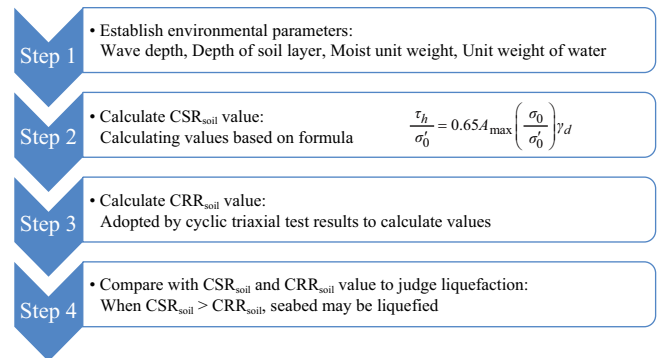 Step 1
• Establish environmental parameters:
Wave depth, Depth of soil layer, Moist unit weight, Unit weight of water
Step 2
• Calculate CSRsoil value:
Calculating values based on formula τh/σ′0 = 0.65Amax(σ0/σ′0)γd
Step 3
• Calculate CRRsoil value:
Adopted by cyclic triaxial test results to calculate values
Step 4
• Compare with CSRsoil and CRRsoil value to judge liquefaction:
When CSRsoil > CRRsoil, seabed may be liquefied